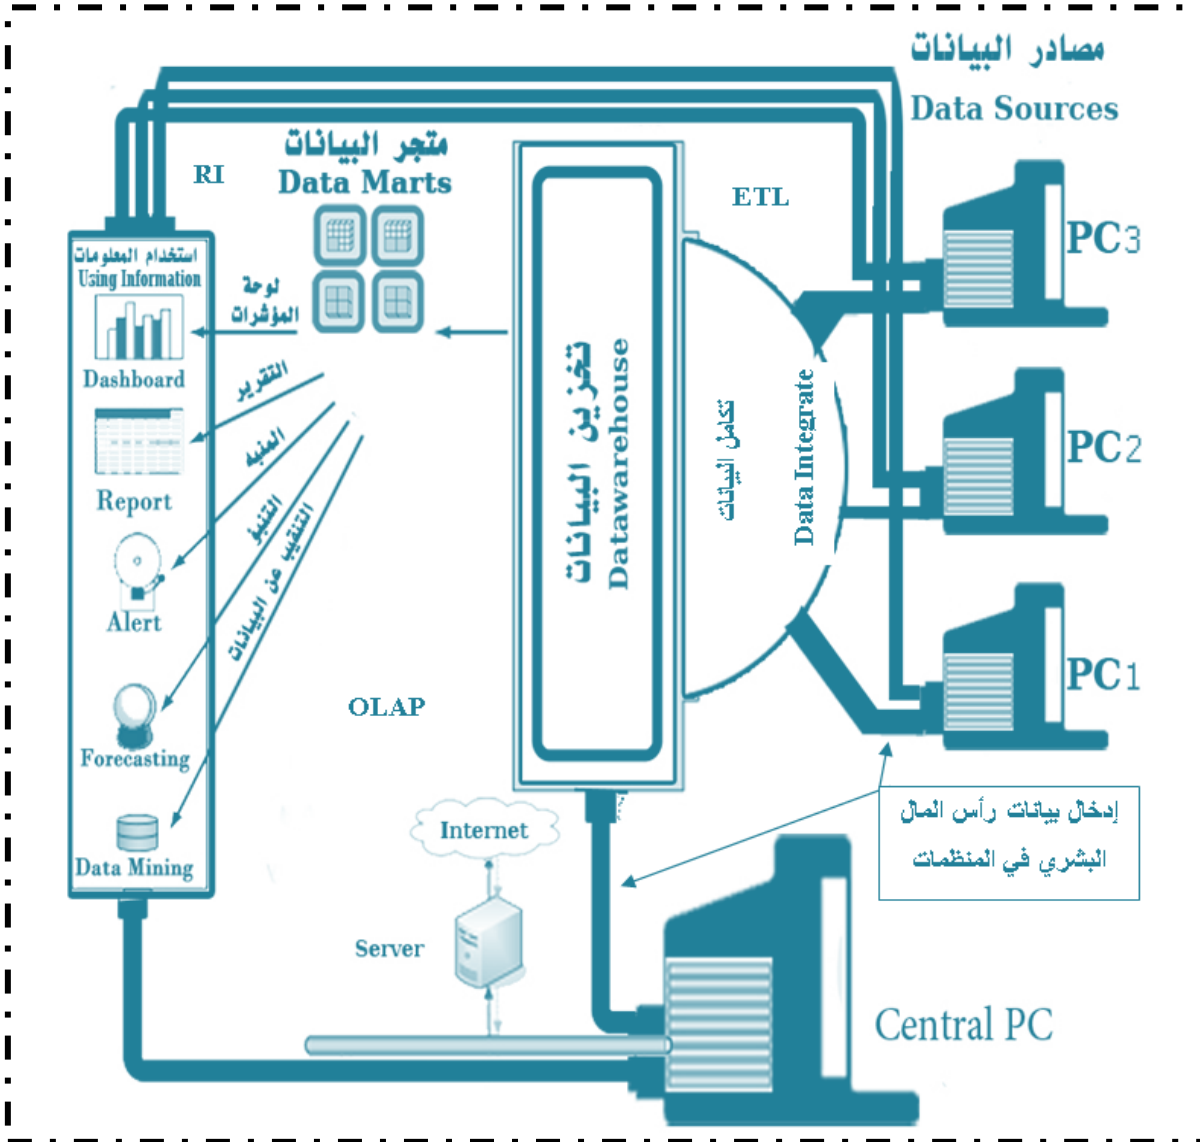 مصادر البيانات
Data Sources
متجر البيانات
Data Marts
RI
ETL
PC3
استخدام المعلومات
Using Information
لوحة
المؤشرات
Dashboard
التقرير
Report
المنبه
Alert
التنبؤ
Forecasting
التنقيب عن البيانات
Data Mining
تخزين البيانات
Datawarehouse
تكامل البيانات
Data Integrate
PC2
PC1
OLAP
إدخال بيانات رأس المال
البشري في المنظمات
Internet
Server
Central PC